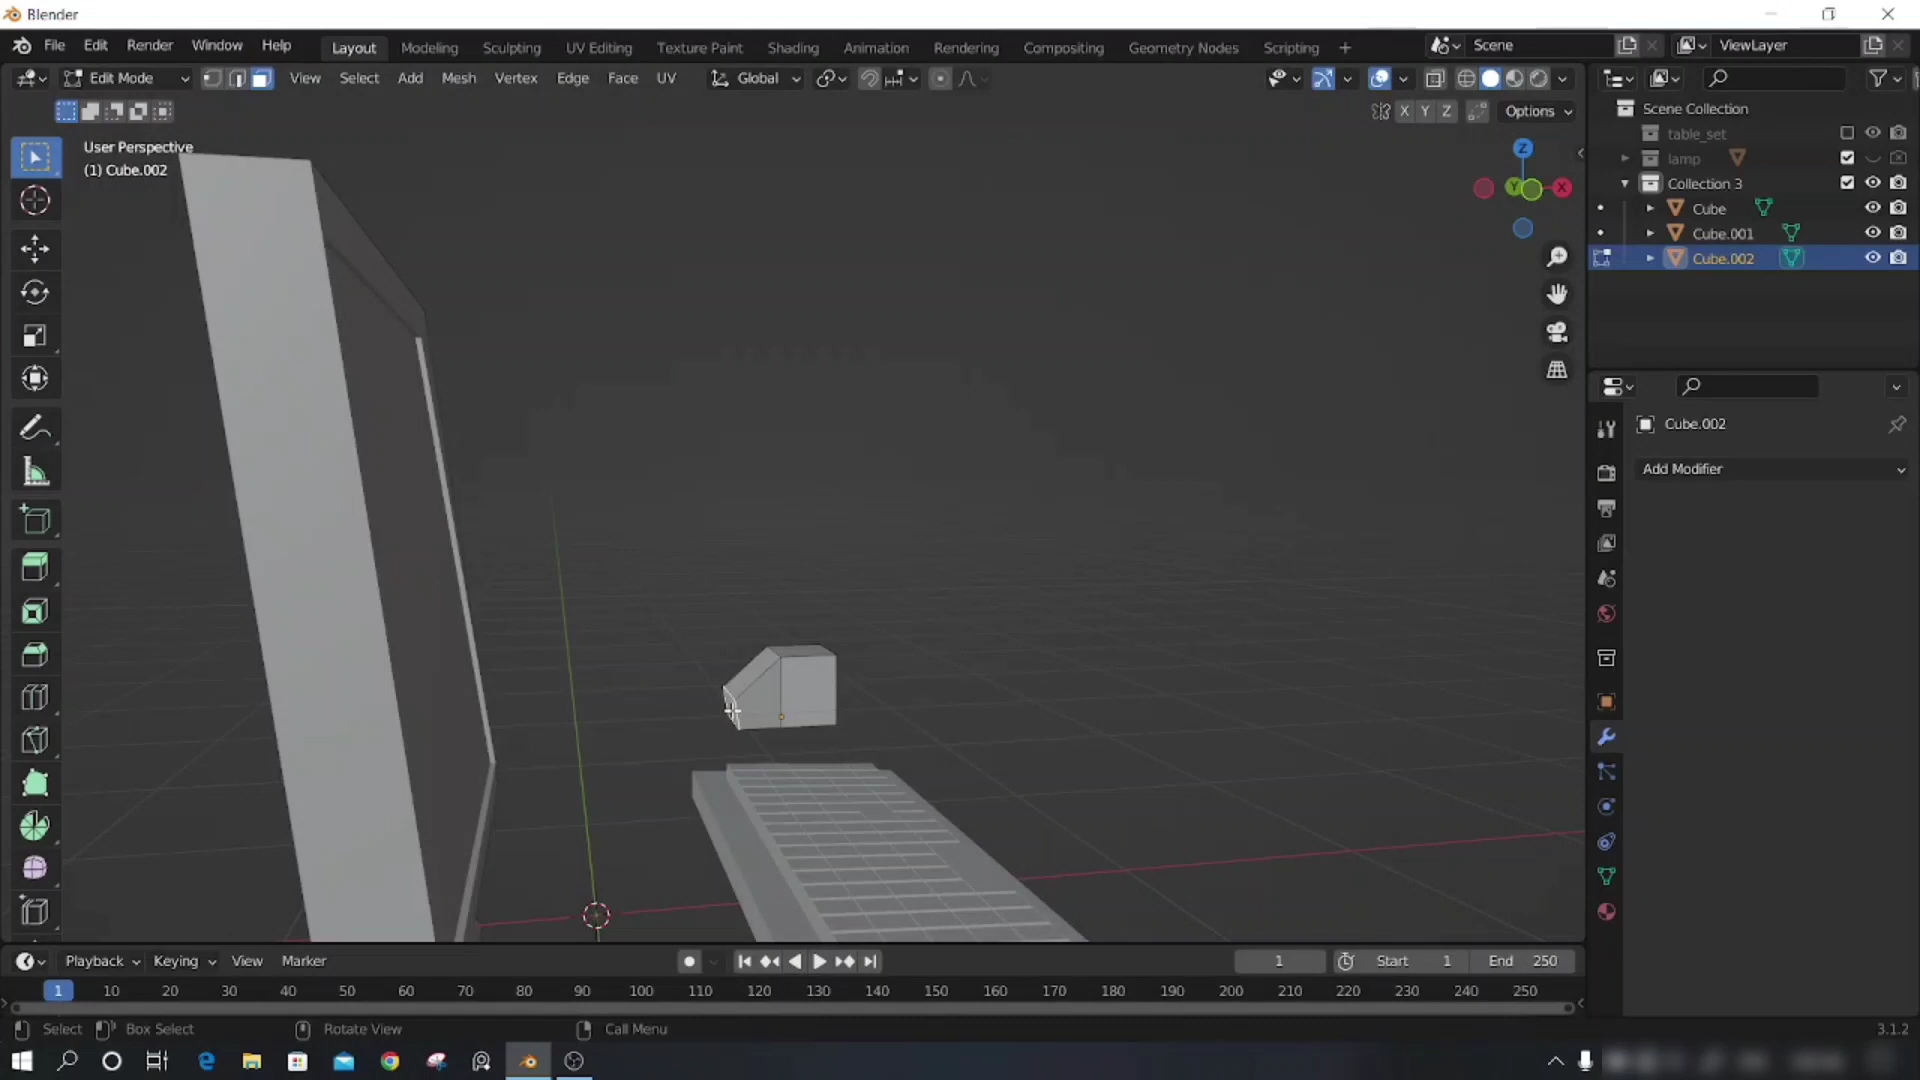 Blender
File Edit Render Window Help Layout Modeling Sculpting UV Editing Texture Paint Shading Animation Rendering Compositing Geometry Nodes Scripting + Scene ViewLayer
Edit Mode View Select Add Mesh Vertex Edge Face UV Global
X Y Z Options
User Perspective
(1) Cube.002
Z
Y X
Scene Collection
table_set
lamp
Collection 3
Cube
Cube.001
Cube.002
Cube.002
Add Modifier
Playback Keying View Marker 1 Start 1 End 250
1 10 20 30 40 50 60 70 80 90 100 110 120 130 140 150 160 170 180 190 200 210 220 230 240 250
Select Box Select Rotate View Call Menu 3.1.2